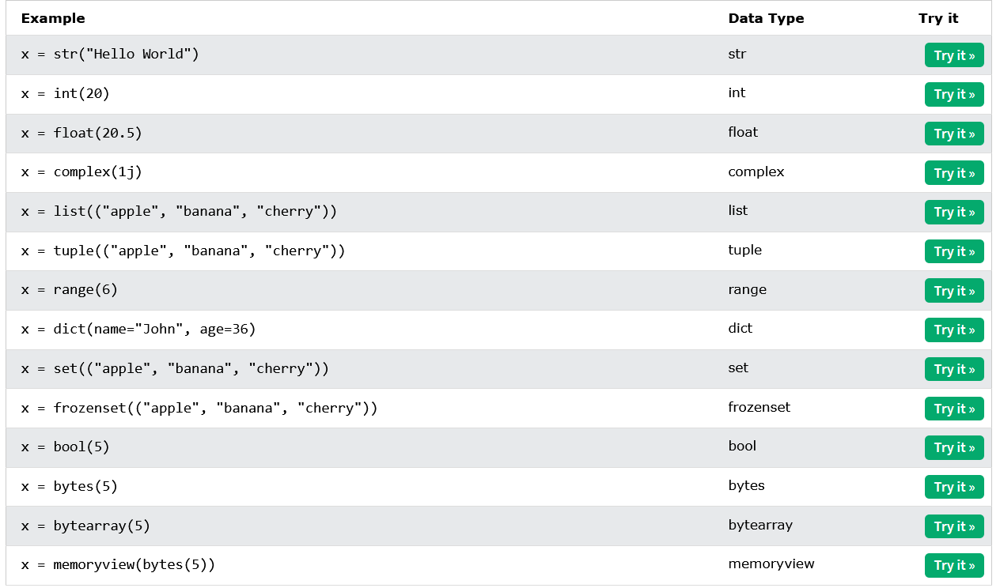 Example Data Type Try it
x = str("Hello World") str Try it »
x = int(20) int Try it »
x = float(20.5) float Try it »
x = complex(1j) complex Try it »
x = list(("apple", "banana", "cherry")) list Try it »
x = tuple(("apple", "banana", "cherry")) tuple Try it »
x = range(6) range Try it »
x = dict(name="John", age=36) dict Try it »
x = set(("apple", "banana", "cherry")) set Try it »
x = frozenset(("apple", "banana", "cherry")) frozenset Try it »
x = bool(5) bool Try it »
x = bytes(5) bytes Try it »
x = bytearray(5) bytearray Try it »
x = memoryview(bytes(5)) memoryview Try it »